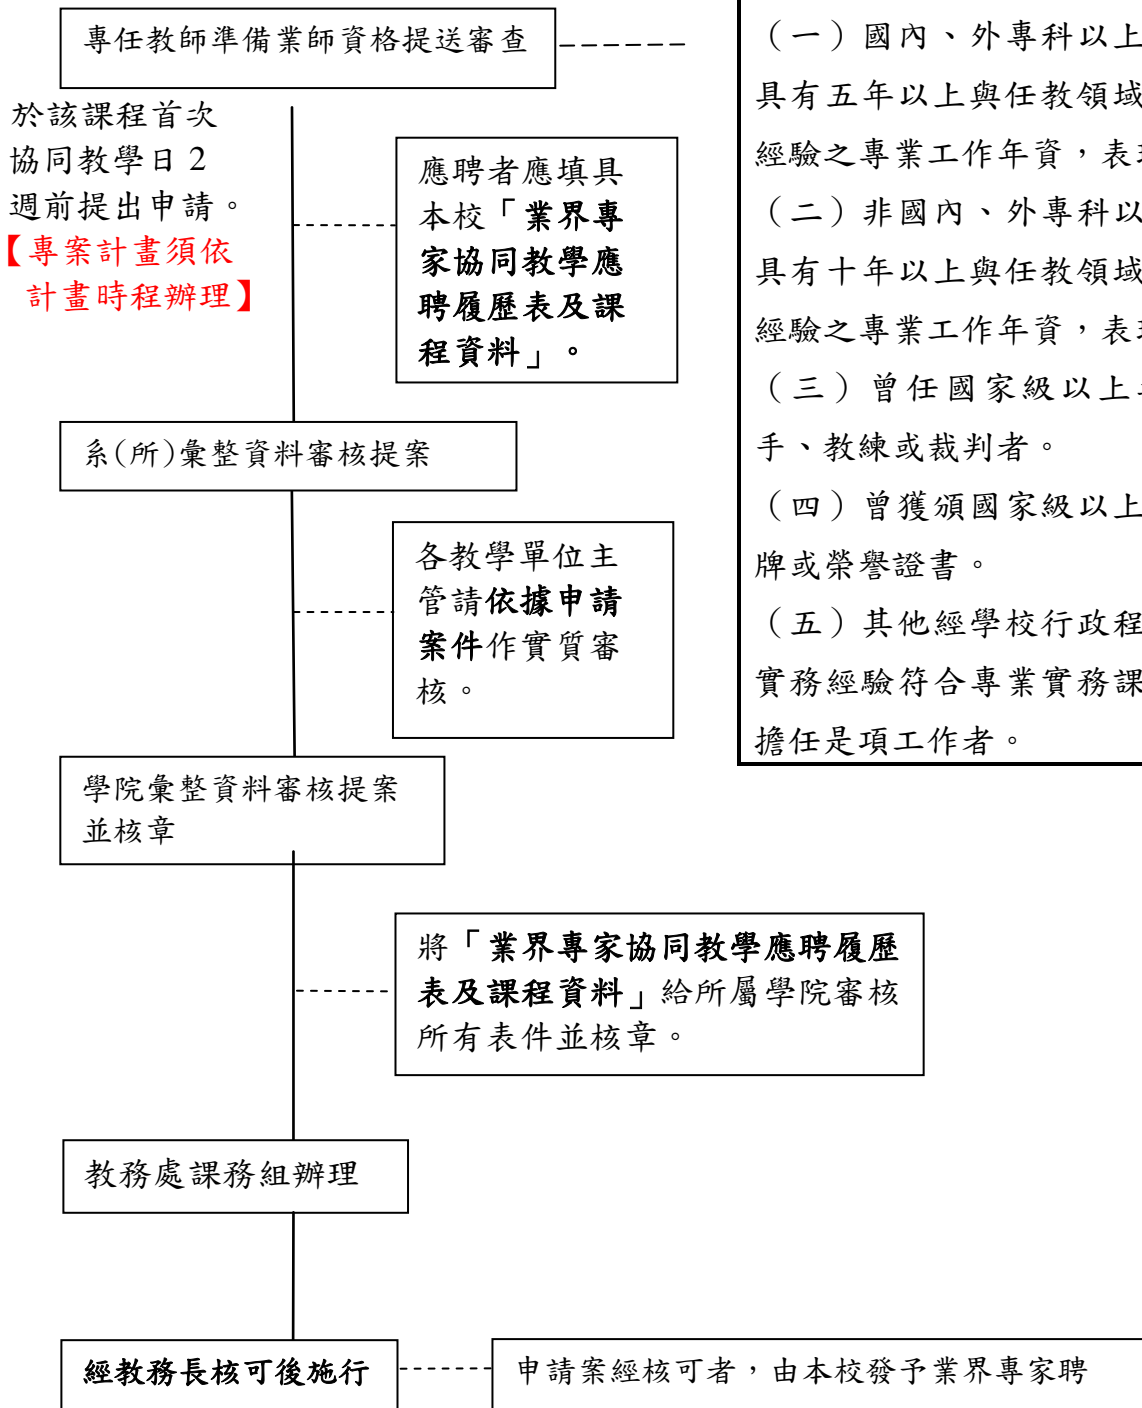 專任教師準備業師資格提送審查
於該課程首次
協同教學日 2
週前提出申請。
【專案計畫須依
計畫時程辦理】
應聘者應填具
本校「業界專
家協同教學應
聘履歷表及課
程資料」。
系(所)彙整資料審核提案
各教學單位主
管請依據申請
案件作實質審
核。
學院彙整資料審核提案
並核章
將「業界專家協同教學應聘履歷
表及課程資料」給所屬學院審核
所有表件並核章。
教務處課務組辦理
經教務長核可後施行
申請案經核可者，由本校發予業界專家聘
（一）國內、外專科以上
具有五年以上與任教領域
經驗之專業工作年資，表
（二）非國內、外專科以
具有十年以上與任教領域
經驗之專業工作年資，表
（三）曾任國家級以上
手、教練或裁判者。
（四）曾獲頒國家級以上
牌或榮譽證書。
（五）其他經學校行政程
實務經驗符合專業實務課
擔任是項工作者。